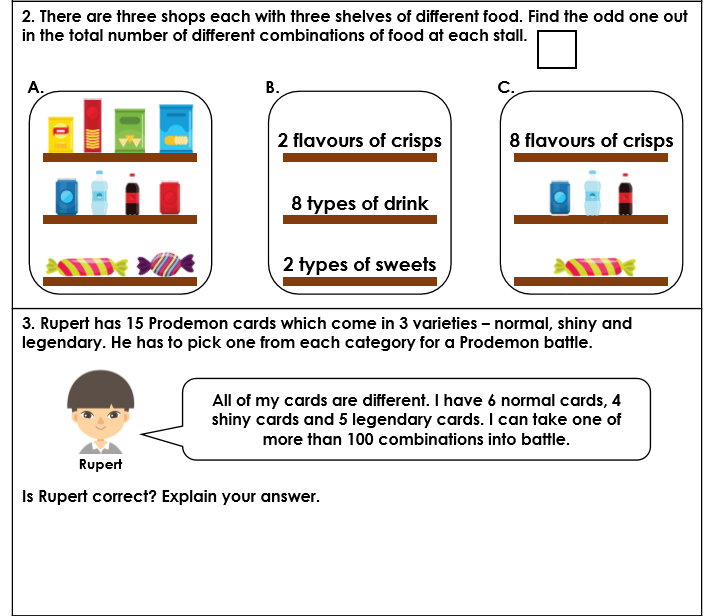 2. There are three shops each with three shelves of different food. Find the odd one out
in the total number of different combinations of food at each stall.
A.
B.
C.
2 flavours of crisps
8 types of drink
2 types of sweets
8 flavours of crisps
3. Rupert has 15 Prodemon cards which come in 3 varieties – normal, shiny and
legendary. He has to pick one from each category for a Prodemon battle.
All of my cards are different. I have 6 normal cards, 4
shiny cards and 5 legendary cards. I can take one of
more than 100 combinations into battle.
Rupert
Is Rupert correct? Explain your answer.